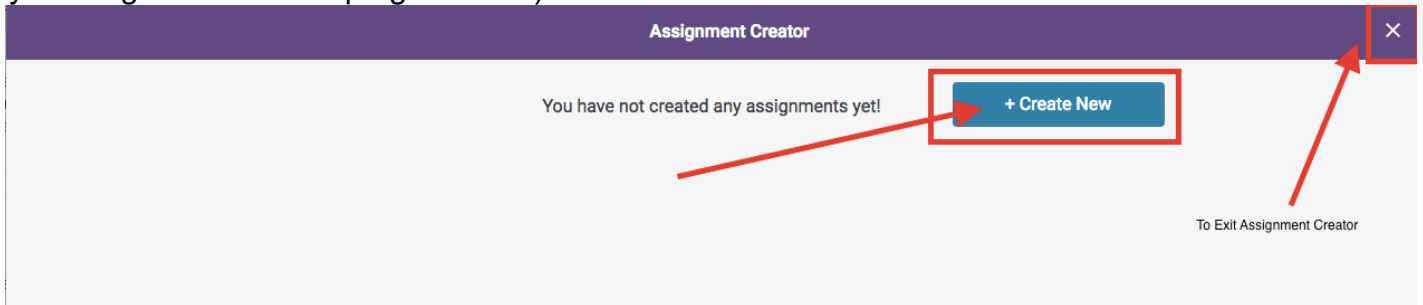 Assignment Creator
You have not created any assignments yet!
+ Create New
To Exit Assignment Creator